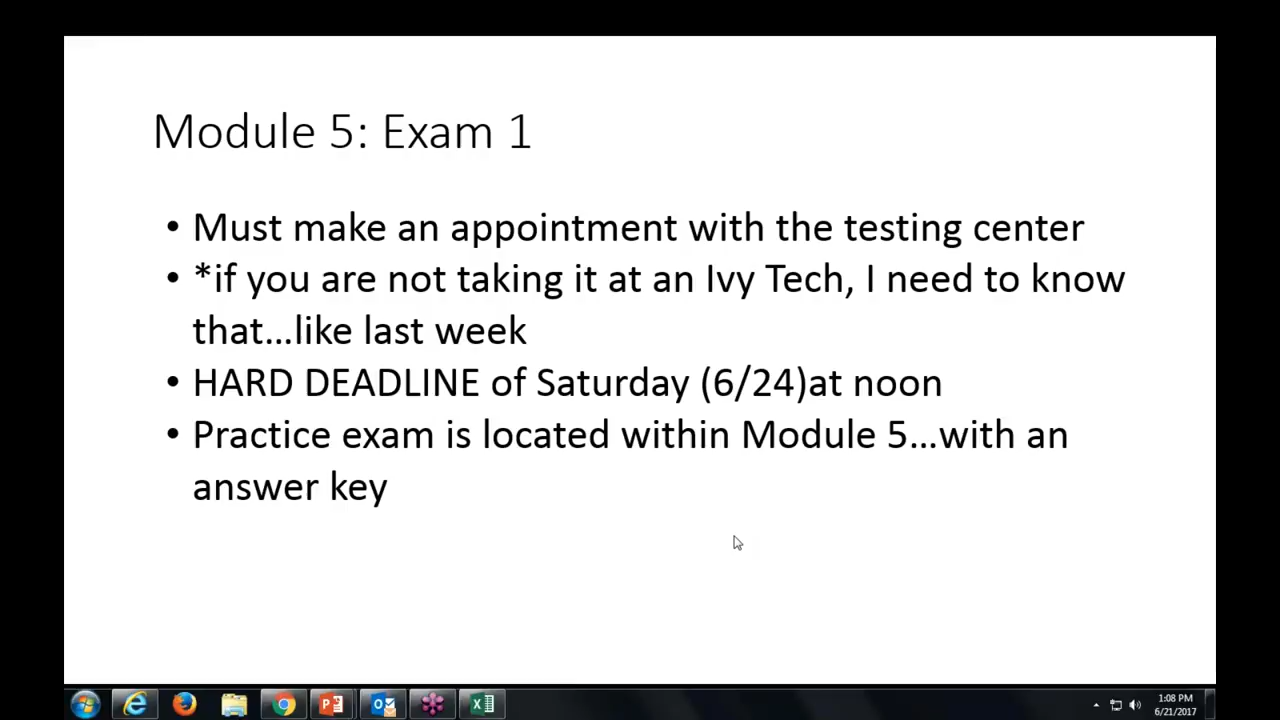 Module 5: Exam 1
• Must make an appointment with the testing center
• *if you are not taking it at an Ivy Tech, I need to know
that...like last week
• HARD DEADLINE of Saturday (6/24)at noon
• Practice exam is located within Module 5...with an
answer key
1:08 PM
6/21/2017